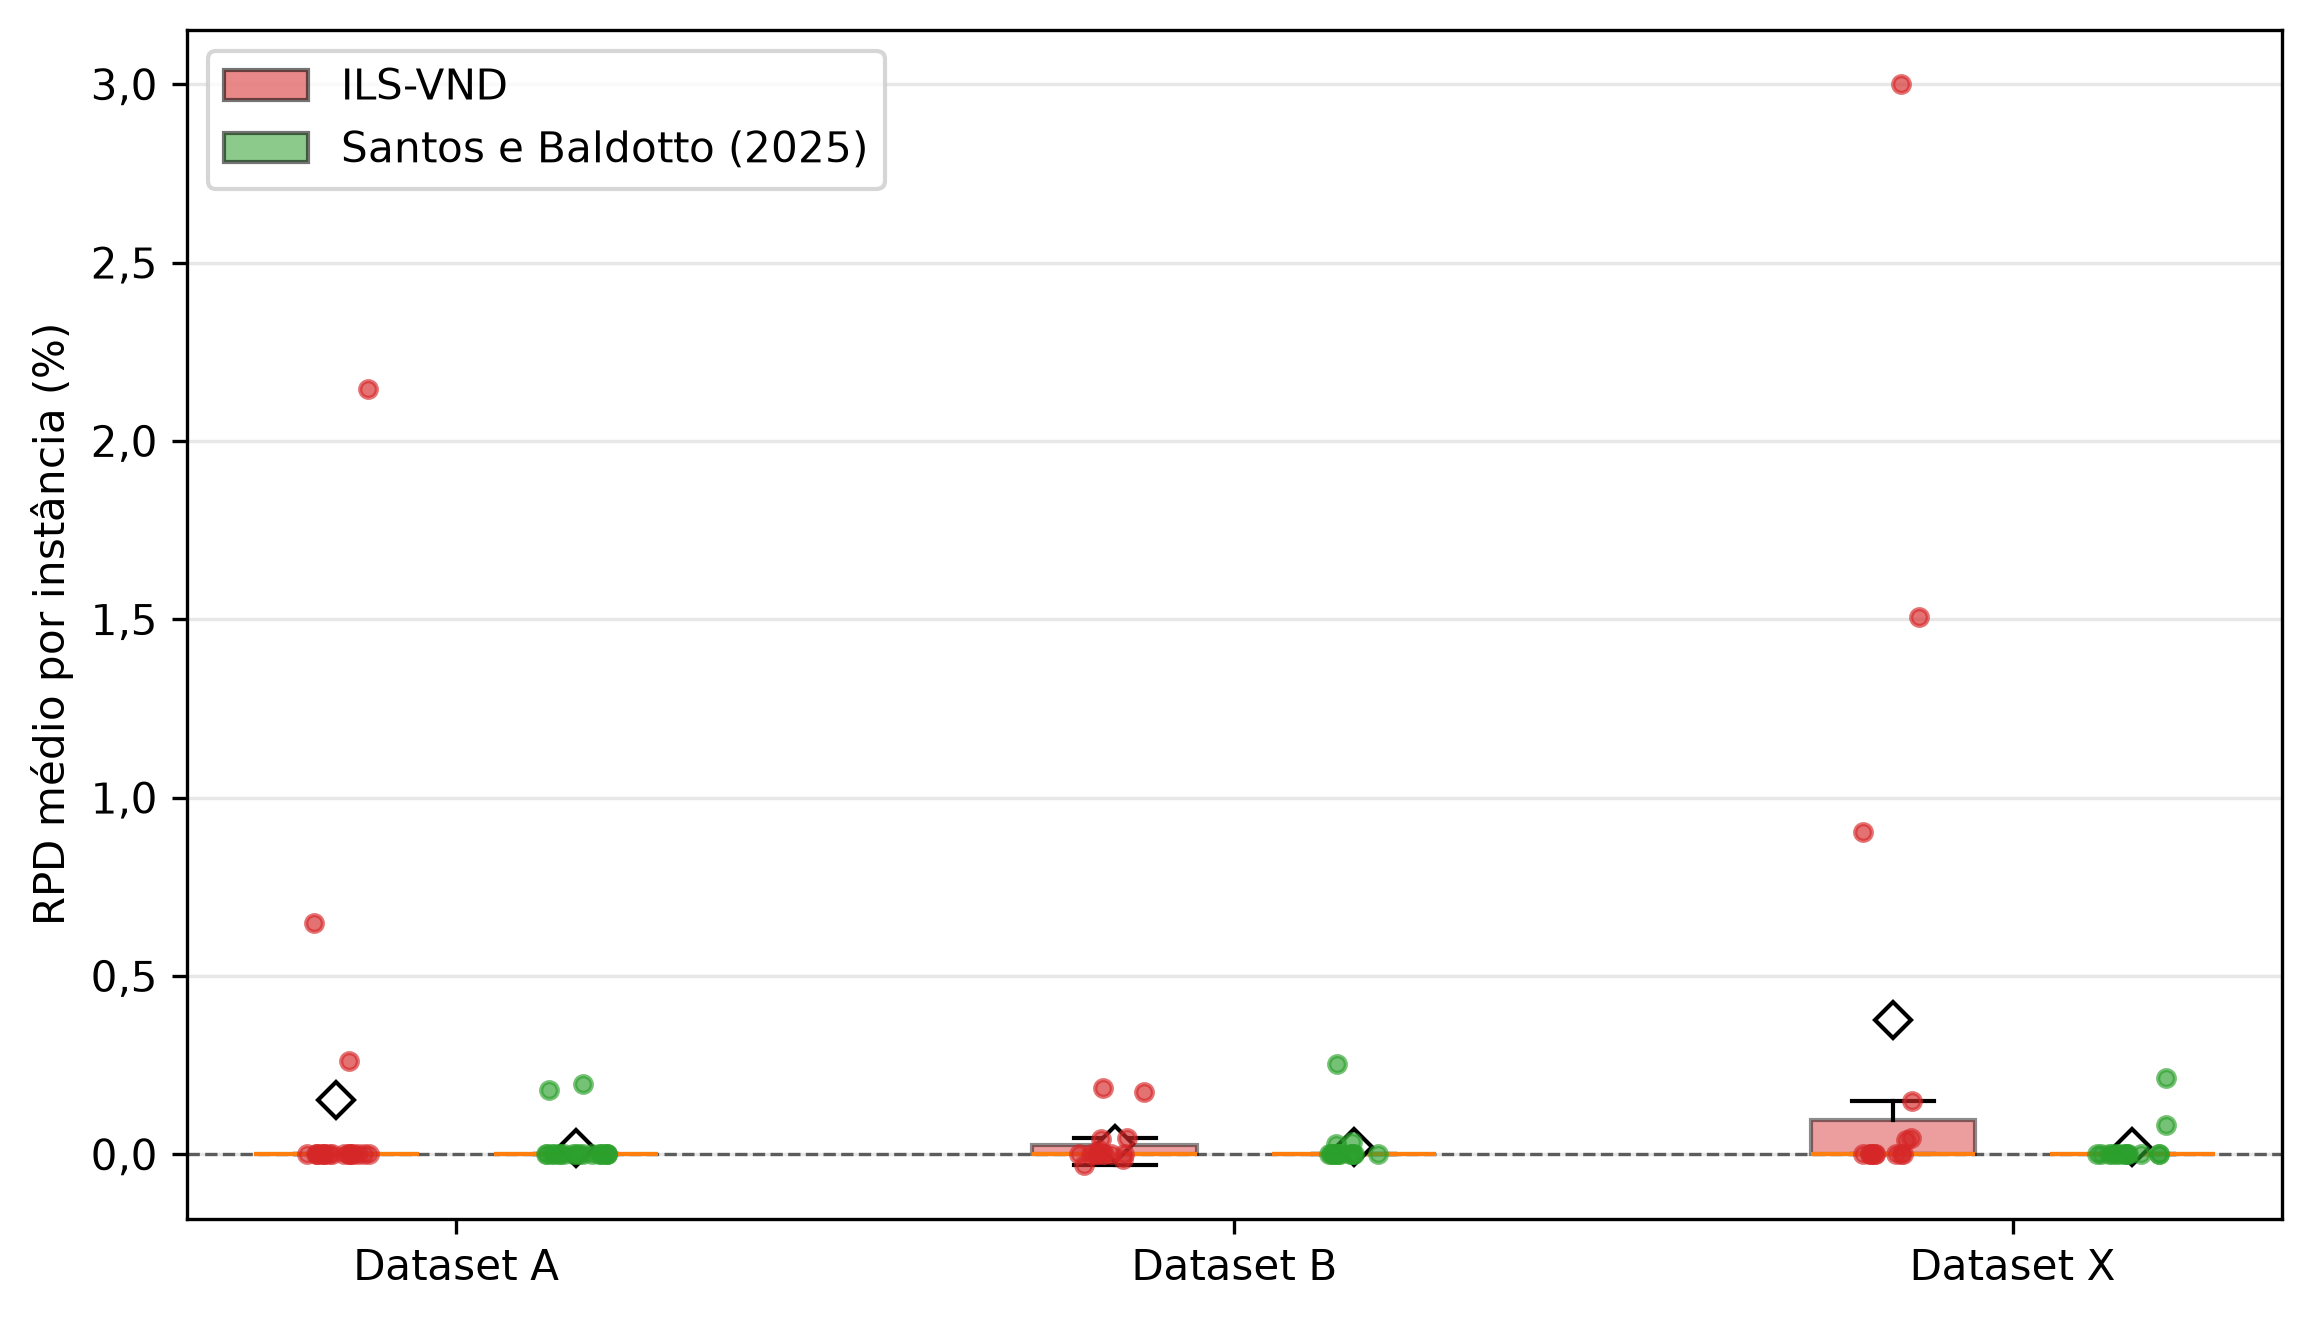 ILS-VND
Santos e Baldotto (2025)
RPD médio por instância (%)
3,0
2,5
2,0
1,5
1,0
0,5
0,0
Dataset A
Dataset B
Dataset X